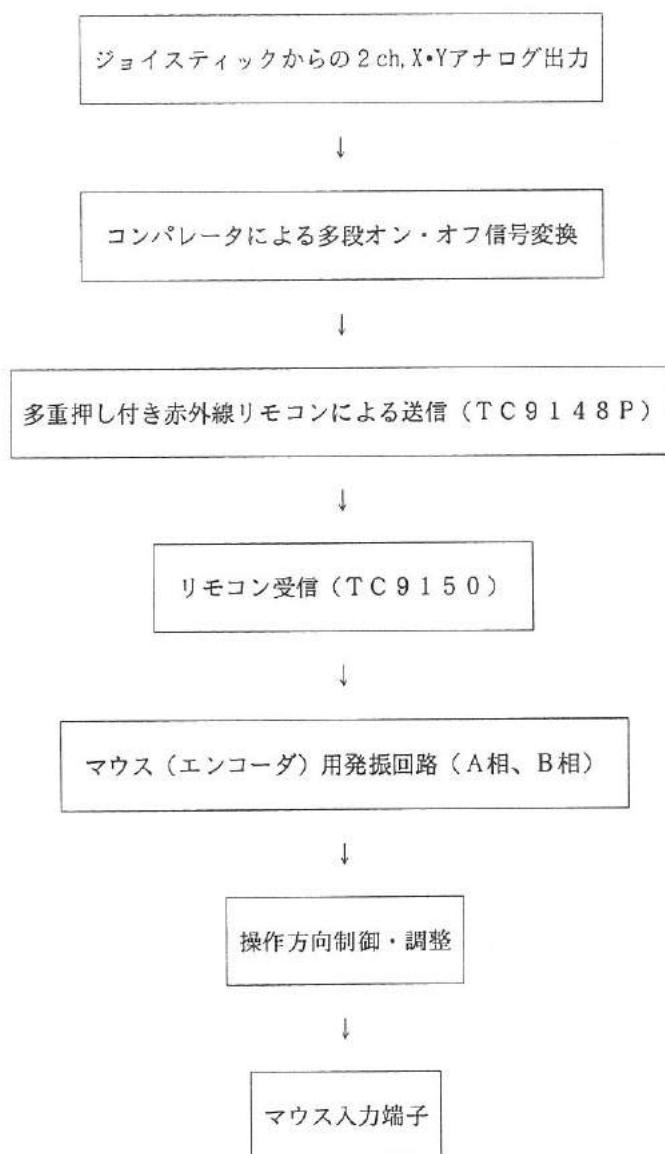 ジョイスティックからの2ch,X・Yアナログ出力
↓
コンパレータによる多段オン・オフ信号変換
↓
多重押し付き赤外線リモコンによる送信（TC9148P）
↓
リモコン受信（TC9150）
↓
マウス（エンコーダ）用発振回路（A相、B相）
↓
操作方向制御・調整
↓
マウス入力端子